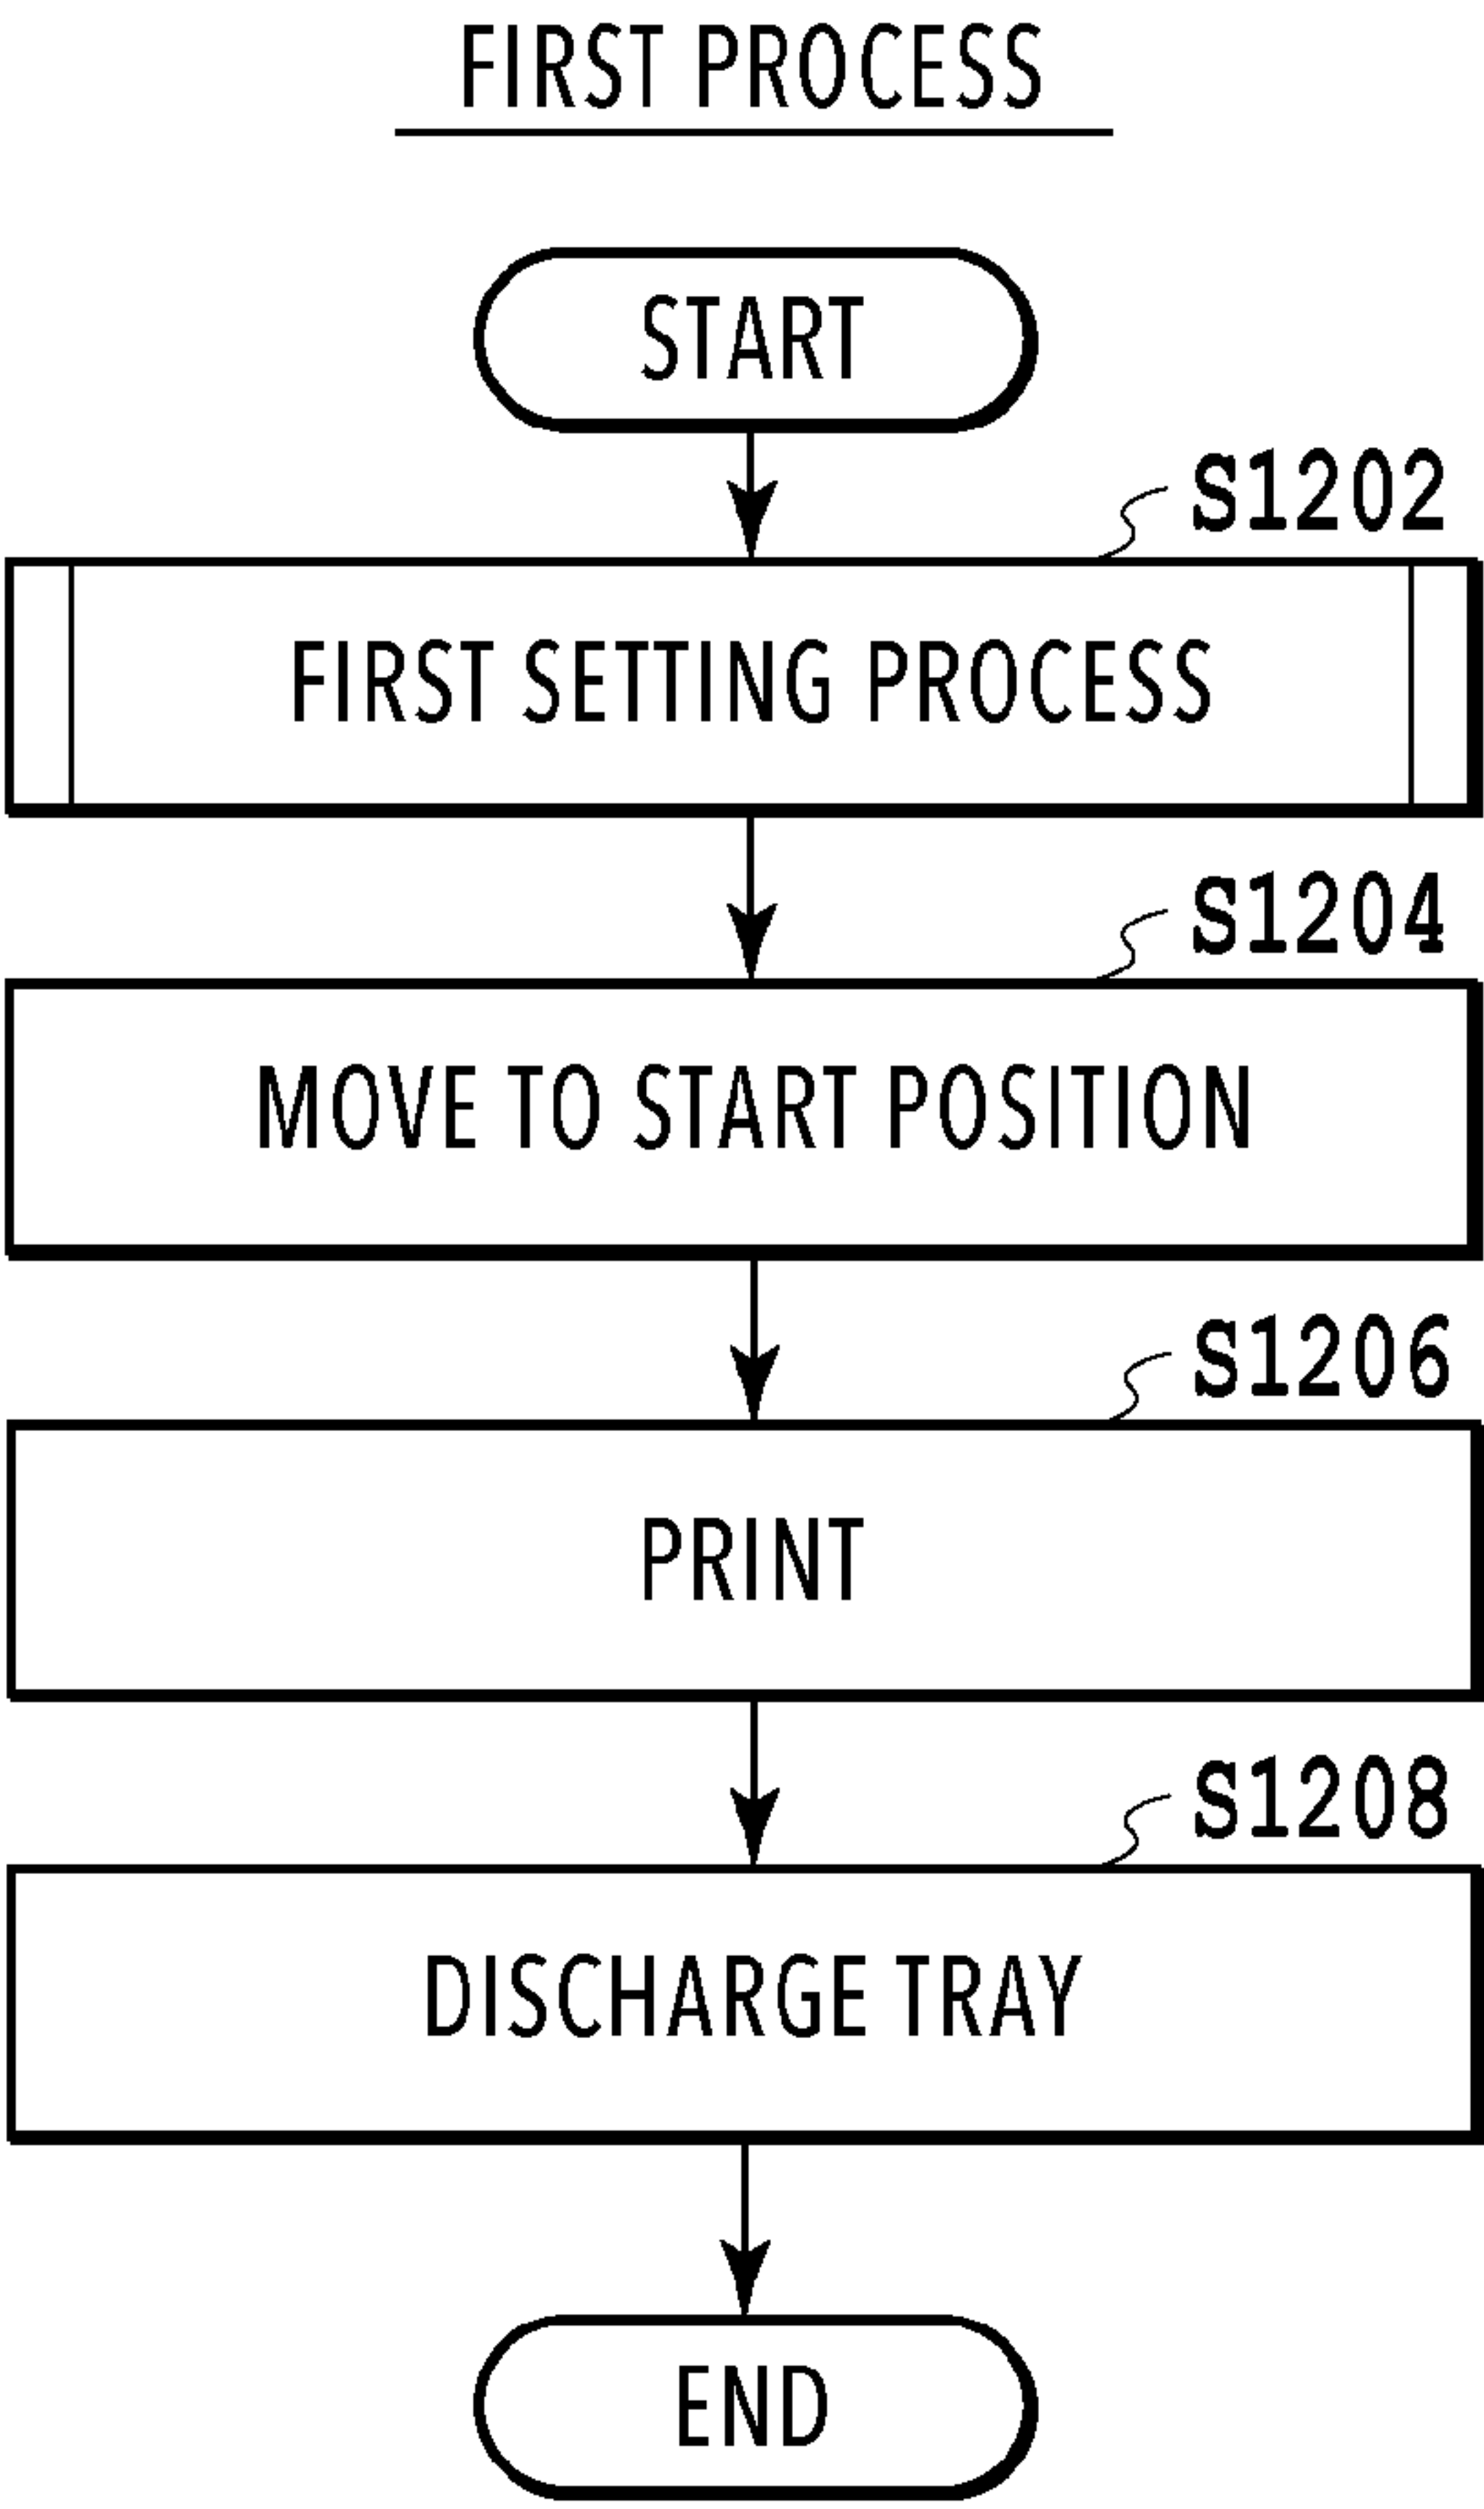 FIRST PROCESS
START
S1202
FIRST SETTING PROCESS
S1204
MOVE TO START POSITION
S1206
PRINT
S1208
DISCHARGE TRAY
END